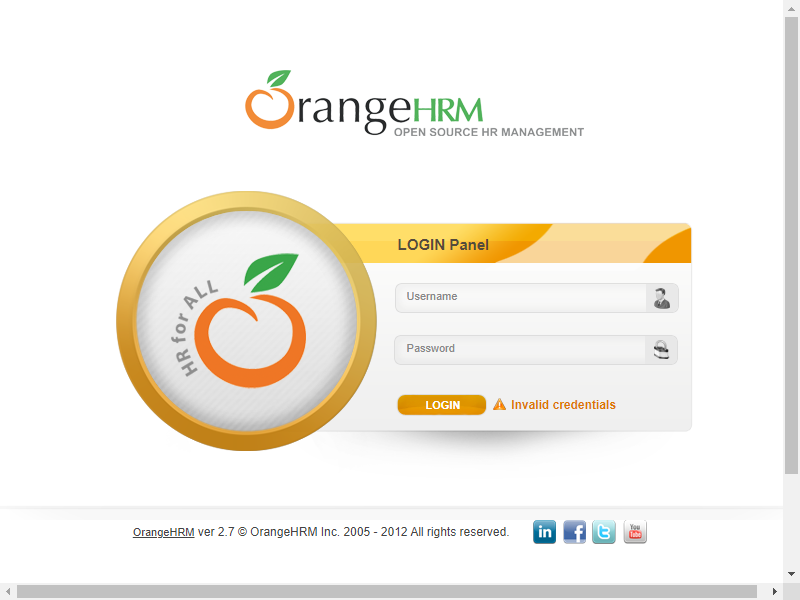 OrangeHRM
OPEN SOURCE HR MANAGEMENT
HR for ALL
LOGIN Panel
Username
Password
LOGIN
Invalid credentials
OrangeHRM ver 2.7 © OrangeHRM Inc. 2005 - 2012 All rights reserved.
in f t You Tube